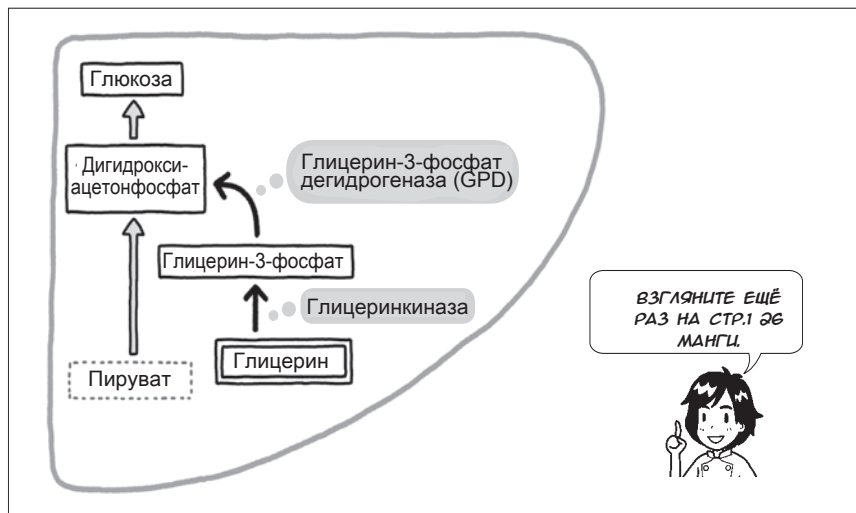 Глюкоза
Дигидрокси-
ацетонфосфат
Глицерин-3-фосфат
дегидрогеназа (GPD)
Глицерин-3-фосфат
Глицеринкиназа
Глицерин
Пируват
ВЗГЛЯНИТЕ ЕЩЁ
РАЗ НА СТР.1 26
МАНГИ.